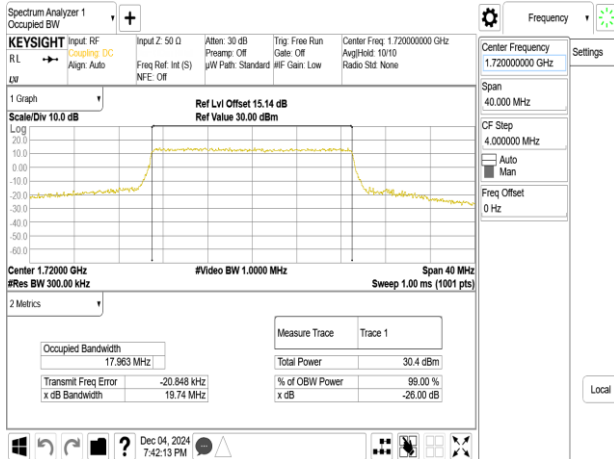 Spectrum Analyzer 1
Occupied BW
+
Frequency
KEYSIGHT
RL
Input: RF
Coupling: DC
Align: Auto
Input Z: 50 Ω
Freq Ref: Int (S)
NFE: Off
Atten: 30 dB
Preamp: Off
µW Path: Standard
Trig: Free Run
Gate: Off
#IF Gain: Low
Center Freq: 1.720000000 GHz
Avg|Hold: 10/10
Radio Std: None
Center Frequency
1.720000000 GHz
Settings
Span
40.000 MHz
CF Step
4.000000 MHz
Auto
Man
Freq Offset
0 Hz
Local
1 Graph
Scale/Div 10.0 dB
Ref Lvl Offset 15.14 dB
Ref Value 30.00 dBm
Log
20.0
10.0
0.00
-10.0
-20.0
-30.0
-40.0
-50.0
-60.0
Center 1.72000 GHz
#Res BW 300.00 kHz
#Video BW 1.0000 MHz
Span 40 MHz
Sweep 1.00 ms (1001 pts)
2 Metrics
Occupied Bandwidth
17.963 MHz
Transmit Freq Error -20.848 kHz
x dB Bandwidth 19.74 MHz
Measure Trace Trace 1
Total Power 30.4 dBm
% of OBW Power 99.00 %
x dB -26.00 dB
?
Dec 04, 2024
7:42:13 PM